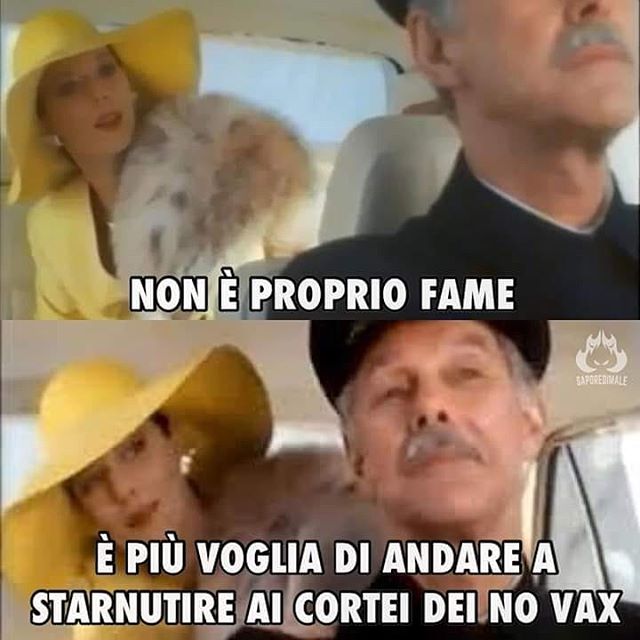 NON È PROPRIO FAME
SAPOREDIMALE
È PIÙ VOGLIA DI ANDARE A
STARNUTIRE AI CORTEI DEI NO VAX